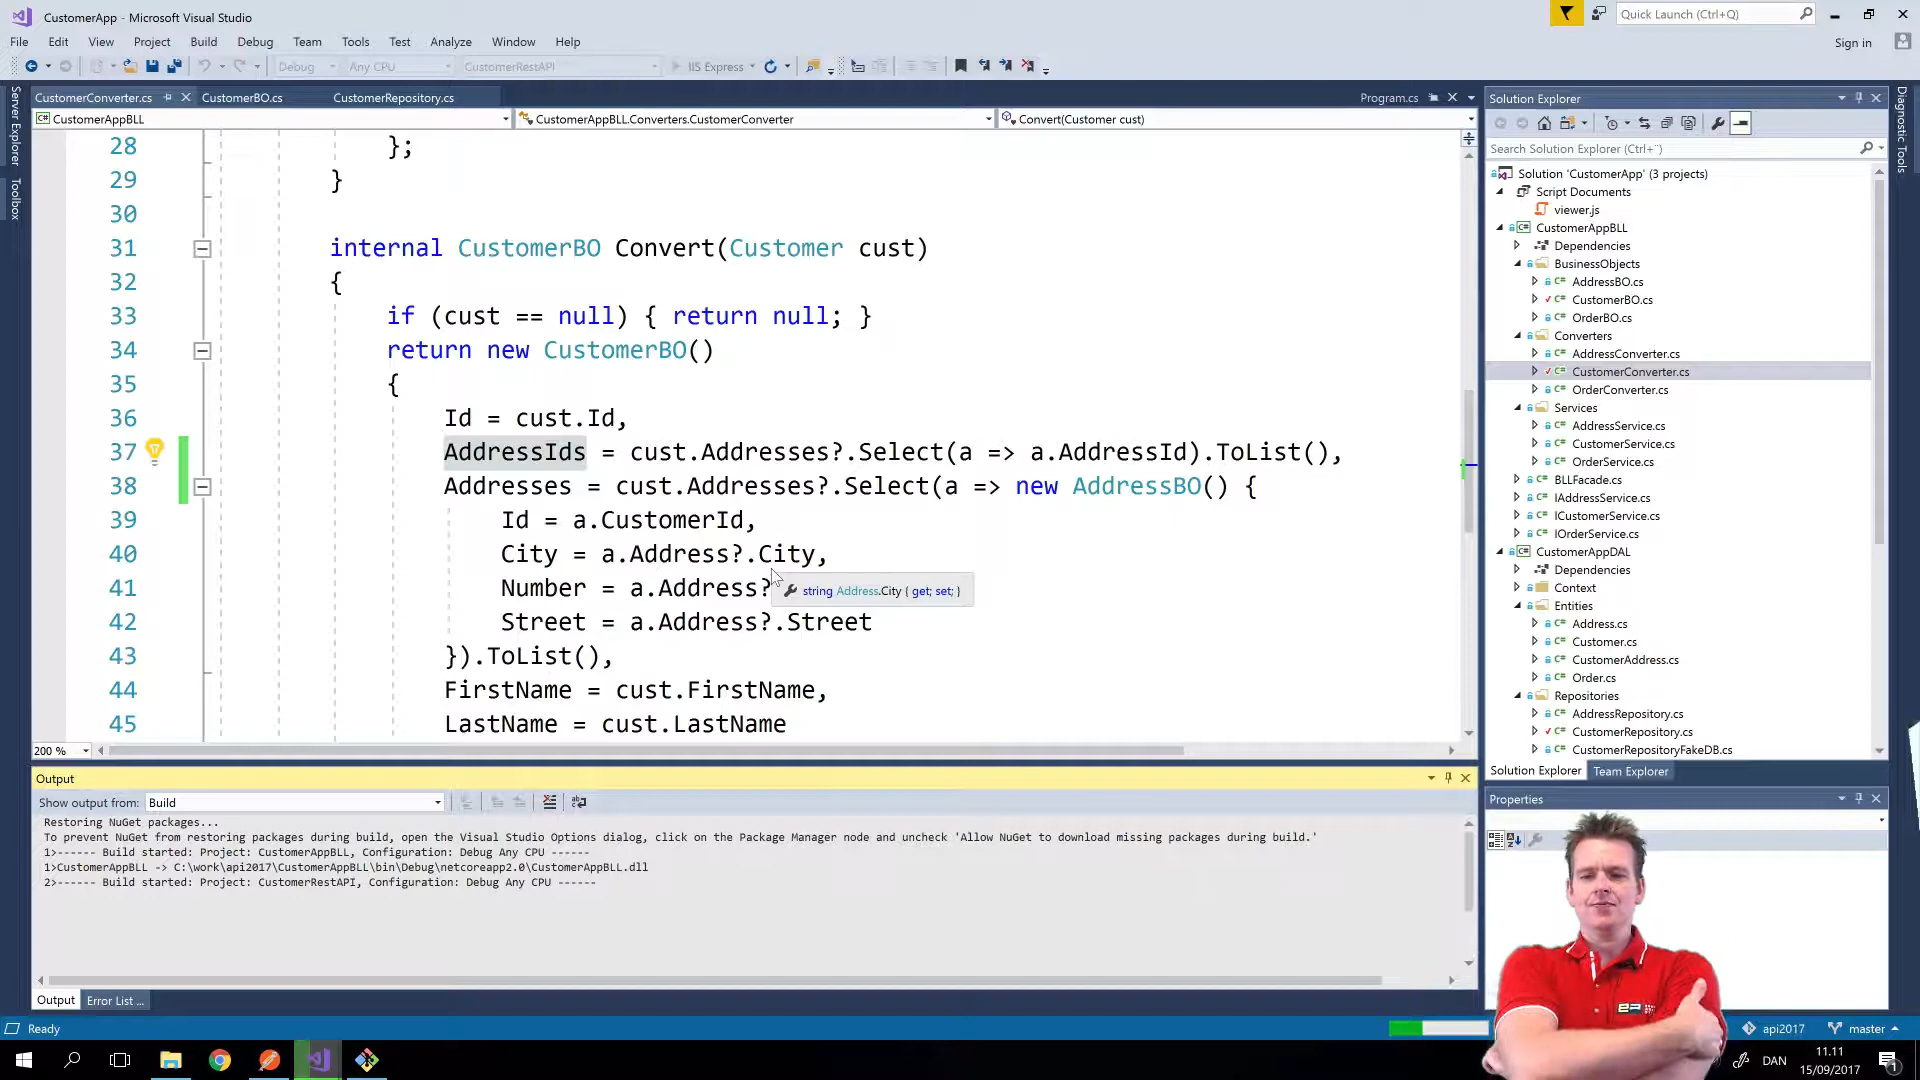 CustomerApp - Microsoft Visual Studio
Quick Launch (Ctrl+Q)
File Edit View Project Build Debug Team Tools Test Analyze Window Help
Sign in
Debug Any CPU CustomerRestAPI IIS Express
Server Explorer
Toolbox
CustomerConverter.cs CustomerBO.cs CustomerRepository.cs Program.cs
CustomerAppBLL CustomerAppBLL.Converters.CustomerConverter Convert(Customer cust)
28 };
29 }
30
31 internal CustomerBO Convert(Customer cust)
32 {
33 if (cust == null) { return null; }
34 return new CustomerBO()
35 {
36 Id = cust.Id,
37 AddressIds = cust.Addresses?.Select(a => a.AddressId).ToList(),
38 Addresses = cust.Addresses?.Select(a => new AddressBO() {
39 Id = a.CustomerId,
40 City = a.Address?.City,
41 Number = a.Address?
string Address.City { get; set; }
42 Street = a.Address?.Street
43 }).ToList(),
44 FirstName = cust.FirstName,
45 LastName = cust.LastName
200 %
Output
Show output from: Build
Restoring NuGet packages...
To prevent NuGet from restoring packages during build, open the Visual Studio Options dialog, click on the Package Manager node and uncheck 'Allow NuGet to download missing packages during build.'
1>------ Build started: Project: CustomerAppBLL, Configuration: Debug Any CPU ------
1>CustomerAppBLL -> C:\work\api2017\CustomerAppBLL\bin\Debug\netcoreapp2.0\CustomerAppBLL.dll
2>------ Build started: Project: CustomerRestAPI, Configuration: Debug Any CPU ------
Output Error List ...
Solution Explorer
Search Solution Explorer (Ctrl+¨)
Solution 'CustomerApp' (3 projects)
Script Documents
viewer.js
CustomerAppBLL
Dependencies
BusinessObjects
AddressBO.cs
CustomerBO.cs
OrderBO.cs
Converters
AddressConverter.cs
CustomerConverter.cs
OrderConverter.cs
Services
AddressService.cs
CustomerService.cs
OrderService.cs
BLLFacade.cs
IAddressService.cs
ICustomerService.cs
IOrderService.cs
CustomerAppDAL
Dependencies
Context
Entities
Address.cs
Customer.cs
CustomerAddress.cs
Order.cs
Repositories
AddressRepository.cs
CustomerRepository.cs
CustomerRepositoryFakeDB.cs
Solution Explorer Team Explorer
Properties
Diagnostic Tools
Ready
api2017 master
DAN
11.11
15/09/2017
1